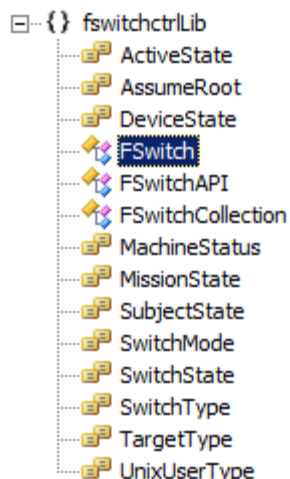 {} fswitchctrlLib
ActiveState
AssumeRoot
DeviceState
FSwitch
FSwitchAPI
FSwitchCollection
MachineStatus
MissionState
SubjectState
SwitchMode
SwitchState
SwitchType
TargetType
UnixUserType